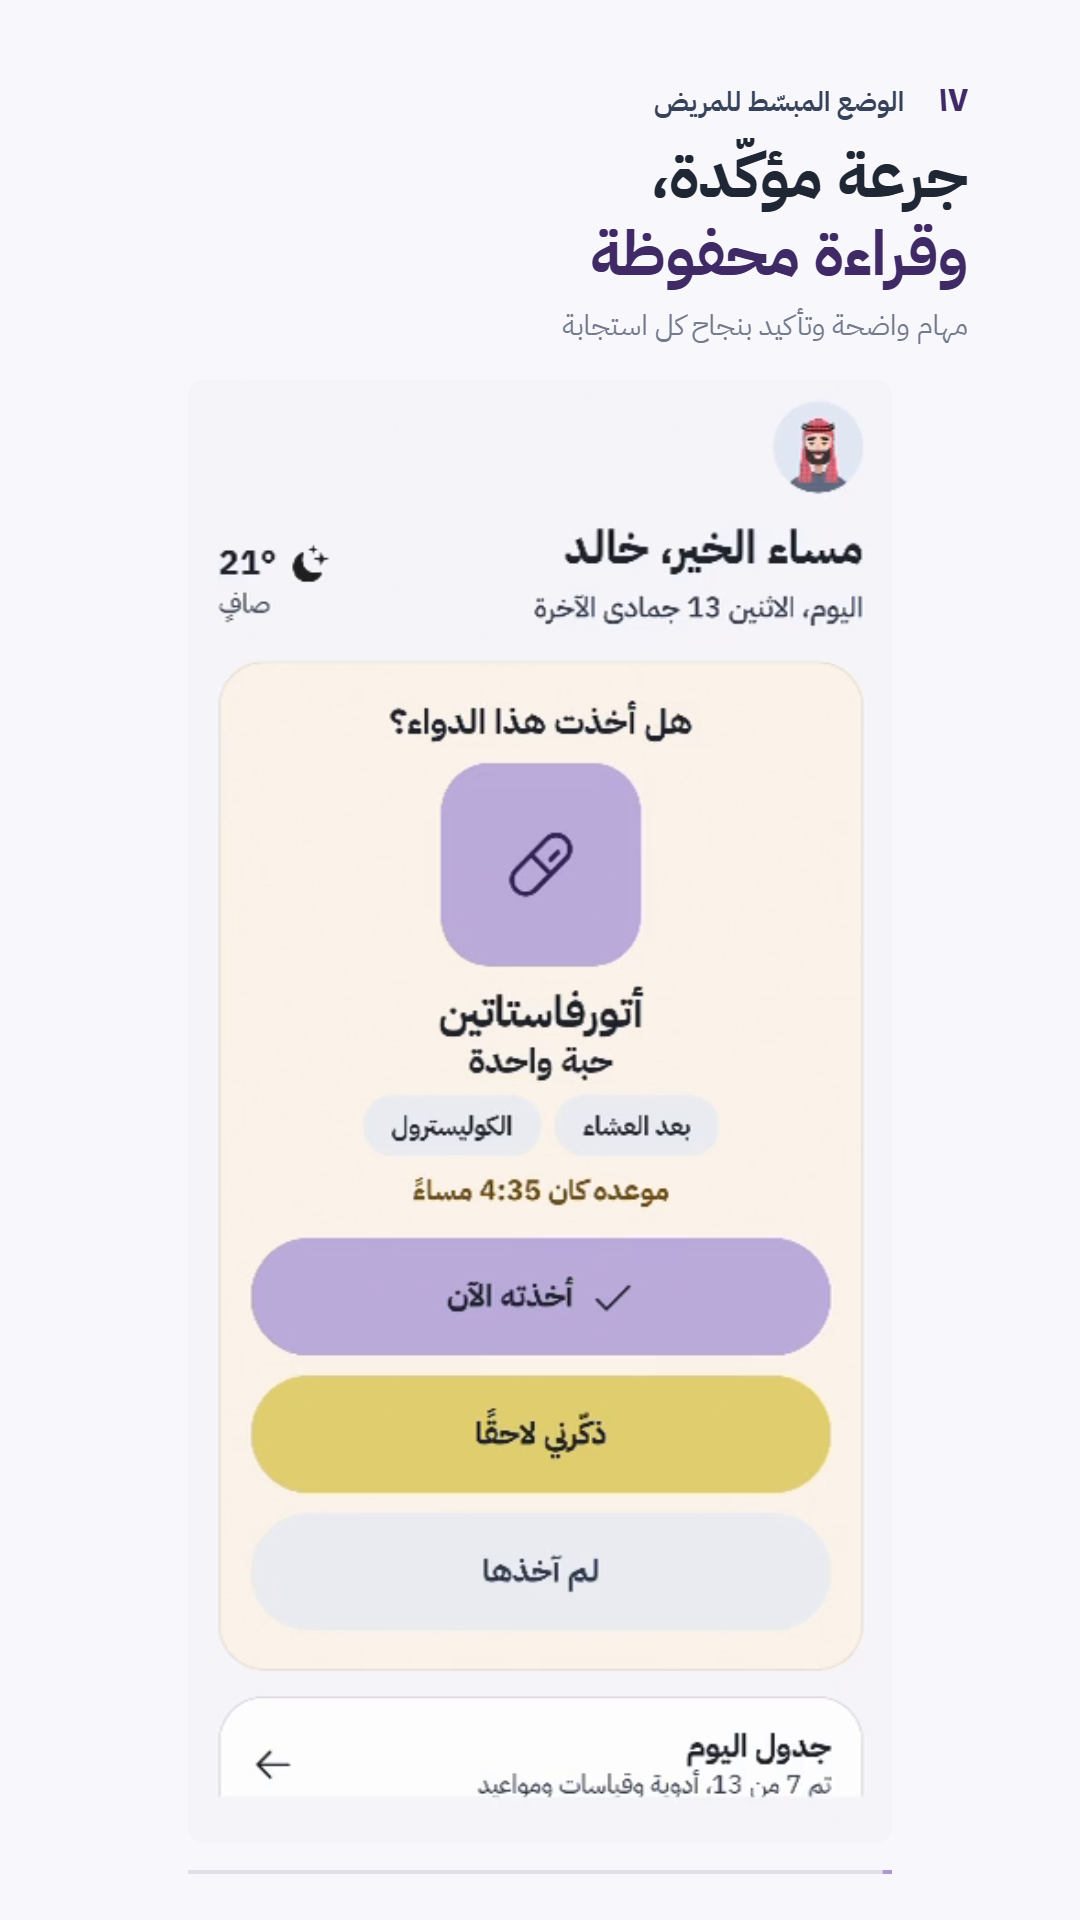 ١٧ الوضع المبسّط للمريض
جرعة مؤكّدة،
وقراءة محفوظة
مهام واضحة وتأكيد بنجاح كل استجابة
مساء الخير، خالد
21°
اليوم، الاثنين 13 جمادى الآخرة
صافٍ
هل أخذت هذا الدواء؟
أتورفاستاتين
حبة واحدة
بعد العشاء
الكوليسترول
موعده كان 4:35 مساءً
أخذته الآن
ذكّرني لاحقًا
لم آخذها
جدول اليوم
تم 7 من 13، أدوية وقياسات ومواعيد